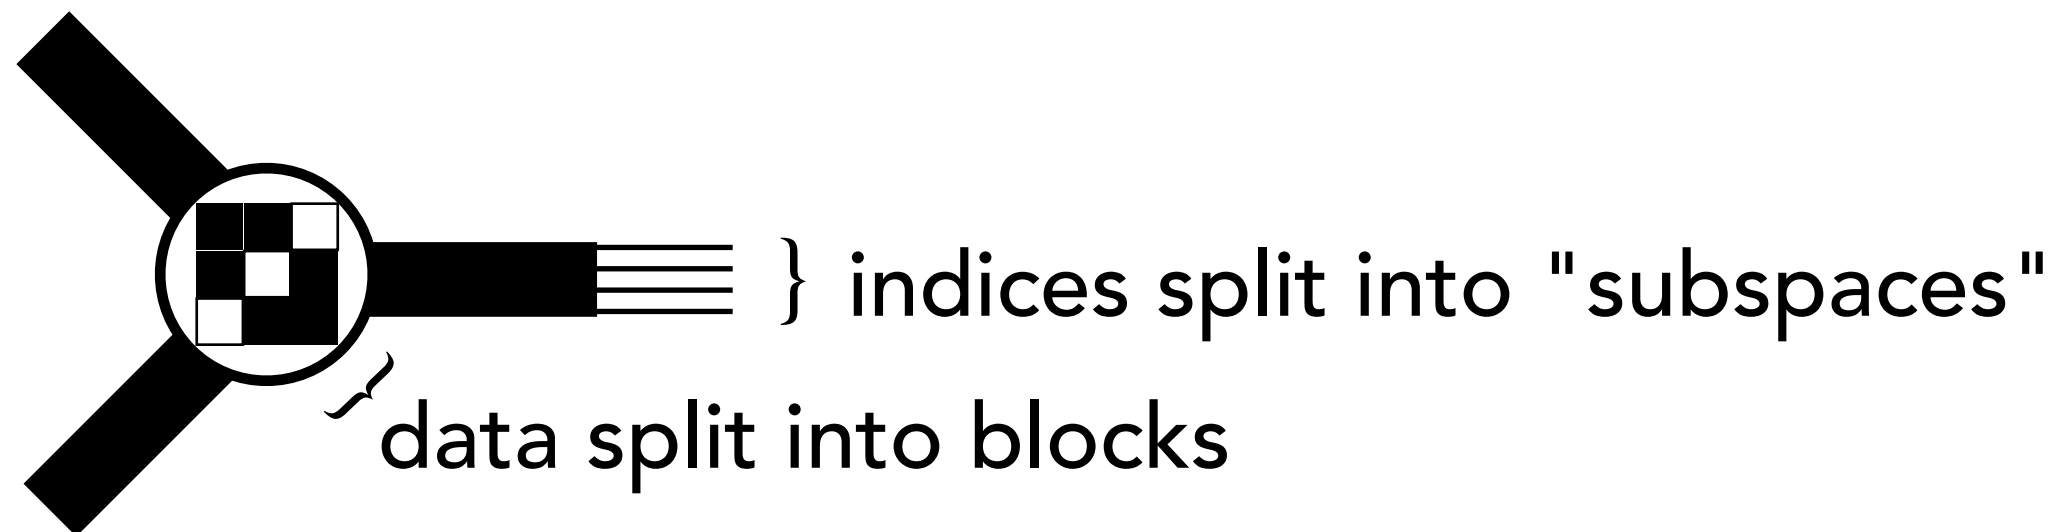 } indices split into "subspaces"
} data split into blocks